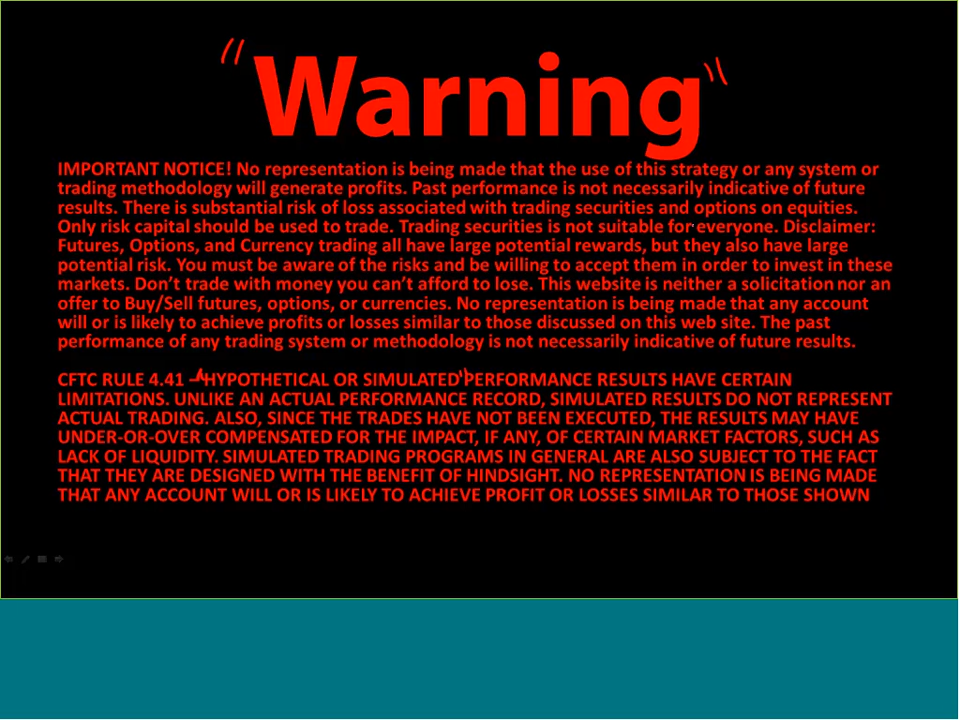 "Warning"
IMPORTANT NOTICE! No representation is being made that the use of this strategy or any system or
trading methodology will generate profits. Past performance is not necessarily indicative of future
results. There is substantial risk of loss associated with trading securities and options on equities.
Only risk capital should be used to trade. Trading securities is not suitable for everyone. Disclaimer:
Futures, Options, and Currency trading all have large potential rewards, but they also have large
potential risk. You must be aware of the risks and be willing to accept them in order to invest in these
markets. Don’t trade with money you can’t afford to lose. This website is neither a solicitation nor an
offer to Buy/Sell futures, options, or currencies. No representation is being made that any account
will or is likely to achieve profits or losses similar to those discussed on this web site. The past
performance of any trading system or methodology is not necessarily indicative of future results.
CFTC RULE 4.41 – "HYPOTHETICAL OR SIMULATED" PERFORMANCE RESULTS HAVE CERTAIN
LIMITATIONS. UNLIKE AN ACTUAL PERFORMANCE RECORD, SIMULATED RESULTS DO NOT REPRESENT
ACTUAL TRADING. ALSO, SINCE THE TRADES HAVE NOT BEEN EXECUTED, THE RESULTS MAY HAVE
UNDER-OR-OVER COMPENSATED FOR THE IMPACT, IF ANY, OF CERTAIN MARKET FACTORS, SUCH AS
LACK OF LIQUIDITY. SIMULATED TRADING PROGRAMS IN GENERAL ARE ALSO SUBJECT TO THE FACT
THAT THEY ARE DESIGNED WITH THE BENEFIT OF HINDSIGHT. NO REPRESENTATION IS BEING MADE
THAT ANY ACCOUNT WILL OR IS LIKELY TO ACHIEVE PROFIT OR LOSSES SIMILAR TO THOSE SHOWN